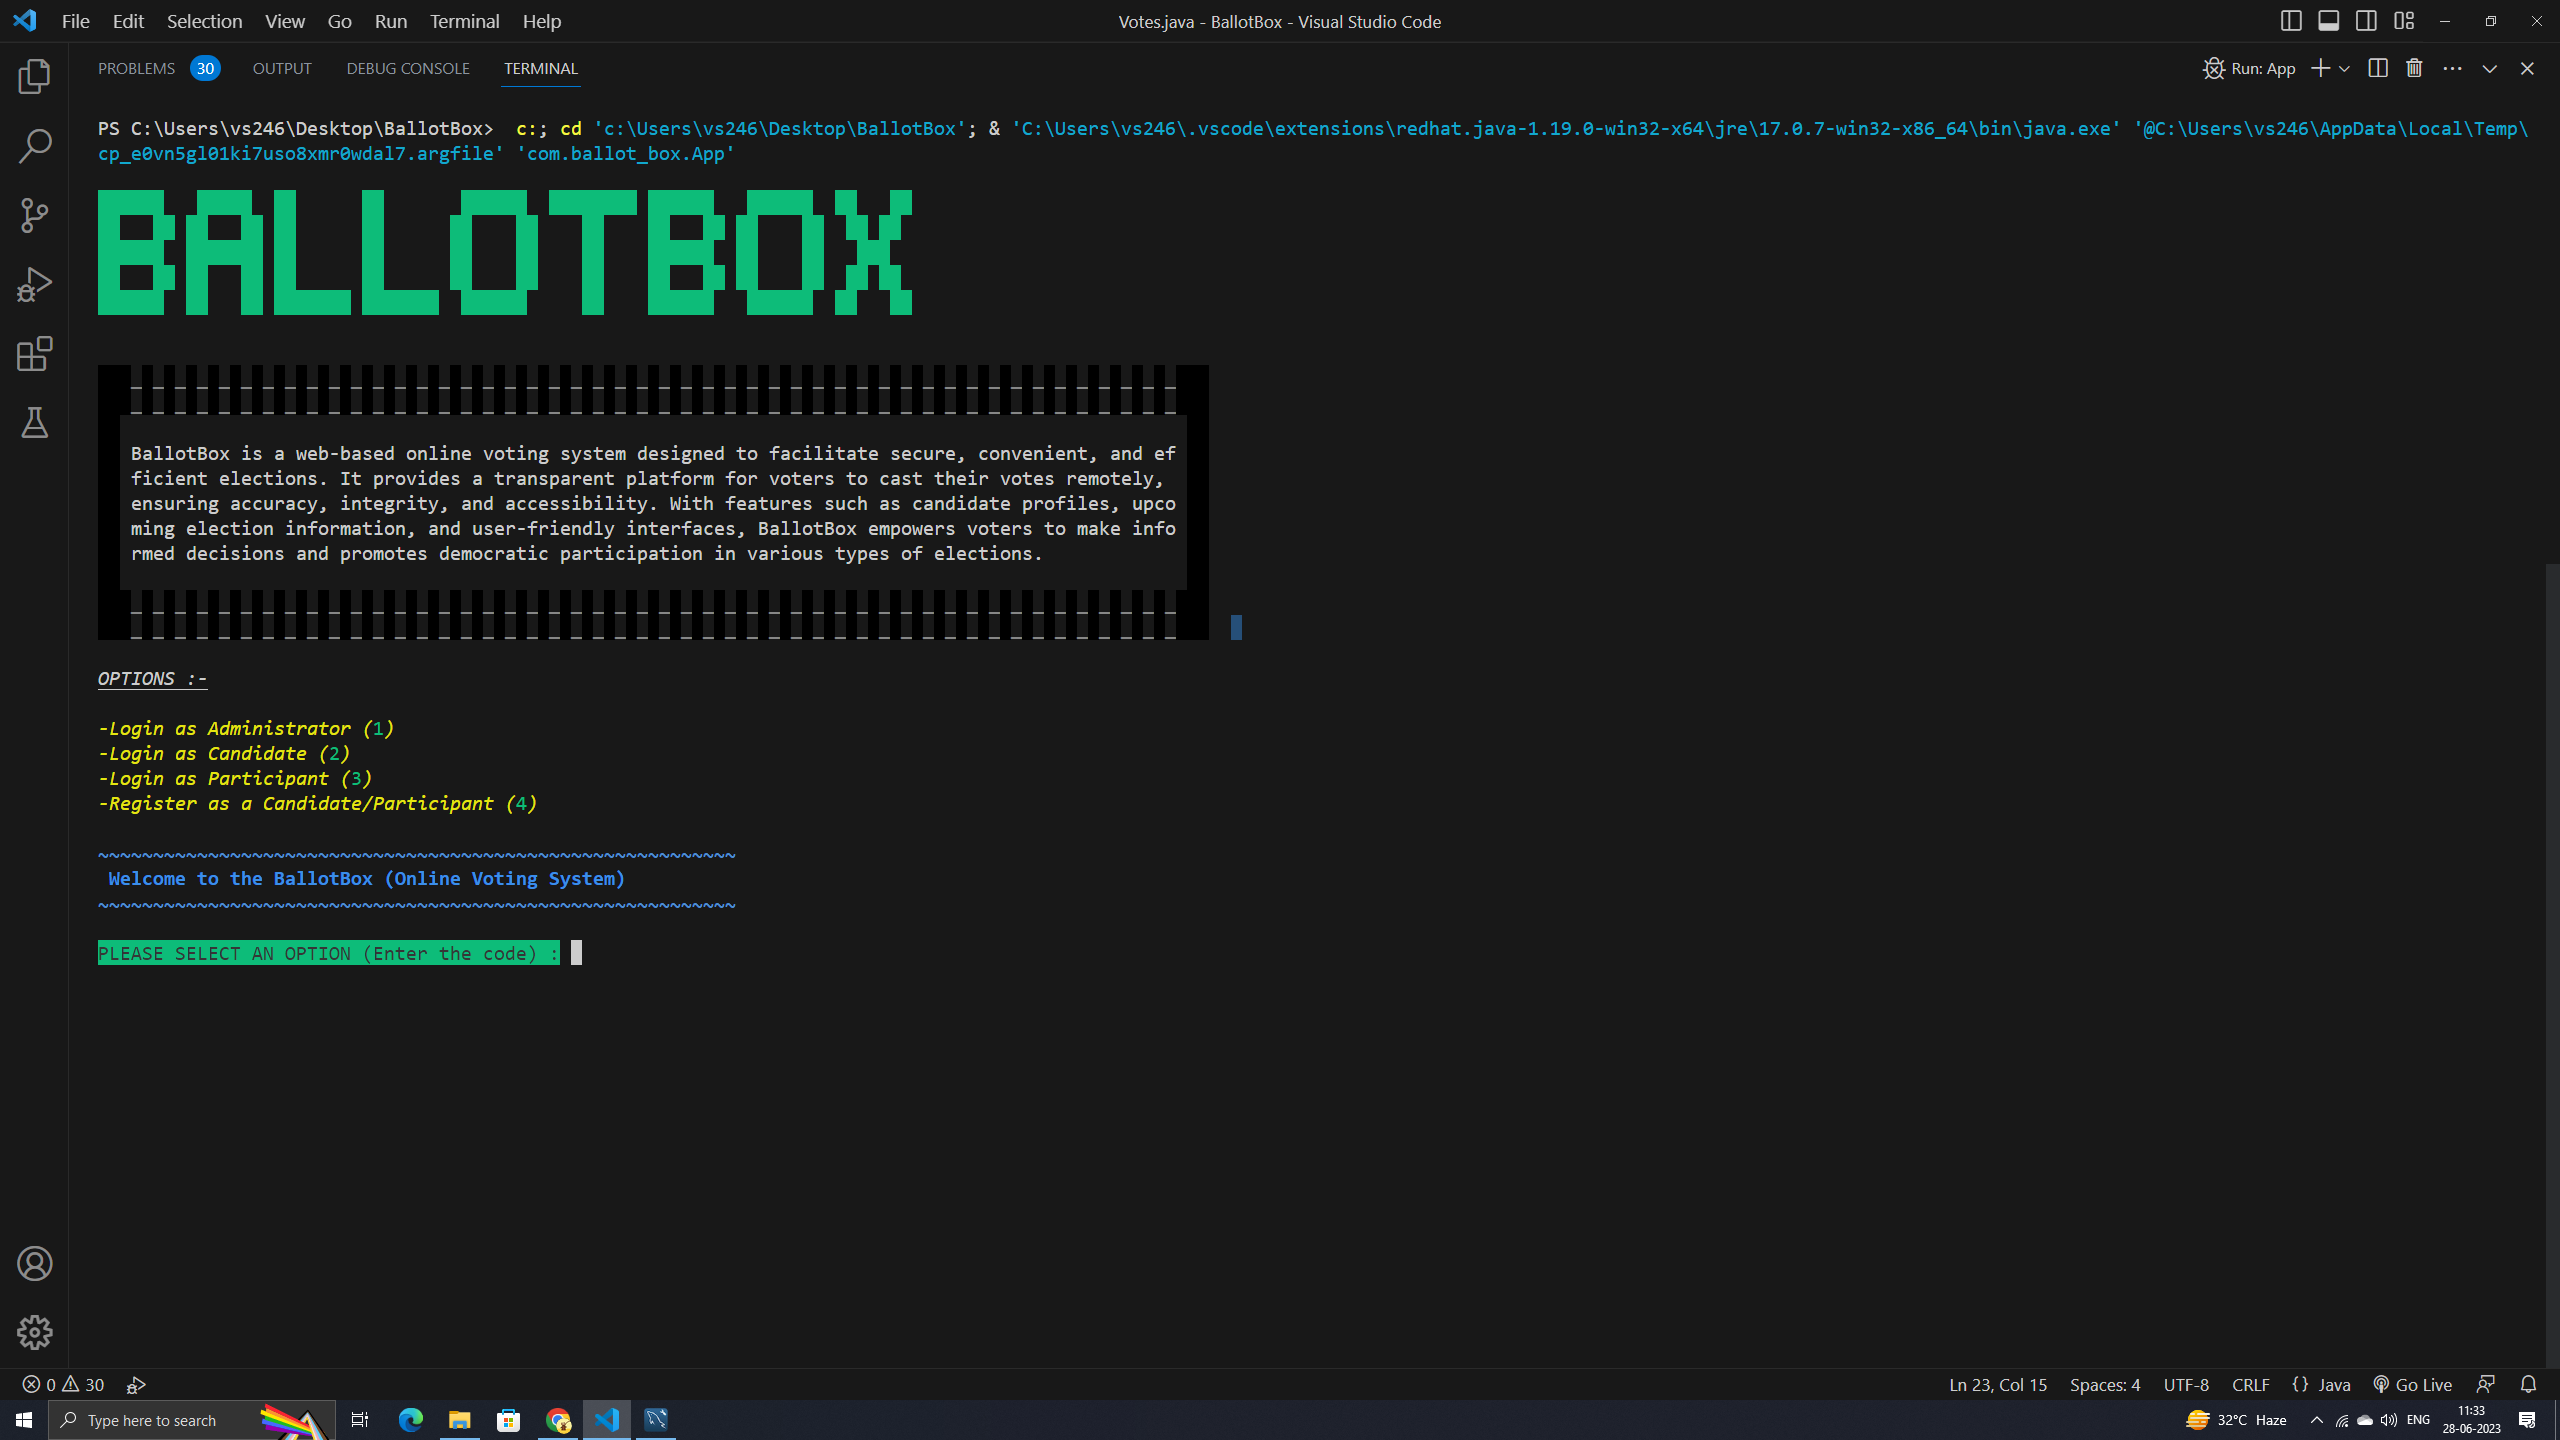 File Edit Selection View Go Run Terminal Help
Votes.java - BallotBox - Visual Studio Code
PROBLEMS 30 OUTPUT DEBUG CONSOLE TERMINAL
Run: App
PS C:\Users\vs246\Desktop\BallotBox>  c:; cd 'c:\Users\vs246\Desktop\BallotBox'; & 'C:\Users\vs246\.vscode\extensions\redhat.java-1.19.0-win32-x64\jre\17.0.7-win32-x86_64\bin\java.exe' '@C:\Users\vs246\AppData\Local\Temp\
cp_e0vn5gl01ki7uso8xmr0wdal7.argfile' 'com.ballot_box.App'
BALLOTBOX
BallotBox is a web-based online voting system designed to facilitate secure, convenient, and ef
ficient elections. It provides a transparent platform for voters to cast their votes remotely,
ensuring accuracy, integrity, and accessibility. With features such as candidate profiles, upco
ming election information, and user-friendly interfaces, BallotBox empowers voters to make info
rmed decisions and promotes democratic participation in various types of elections.
OPTIONS :-
-Login as Administrator (1)
-Login as Candidate (2)
-Login as Participant (3)
-Register as a Candidate/Participant (4)
~~~~~~~~~~~~~~~~~~~~~~~~~~~~~~~~~~~~~~~~~~~~~~~~~~~~~~~~~~
Welcome to the BallotBox (Online Voting System)
~~~~~~~~~~~~~~~~~~~~~~~~~~~~~~~~~~~~~~~~~~~~~~~~~~~~~~~~~~
PLEASE SELECT AN OPTION (Enter the code) :
0 30
Ln 23, Col 15 Spaces: 4 UTF-8 CRLF {} Java Go Live
Type here to search
32°C Haze
ENG
11:33
28-06-2023